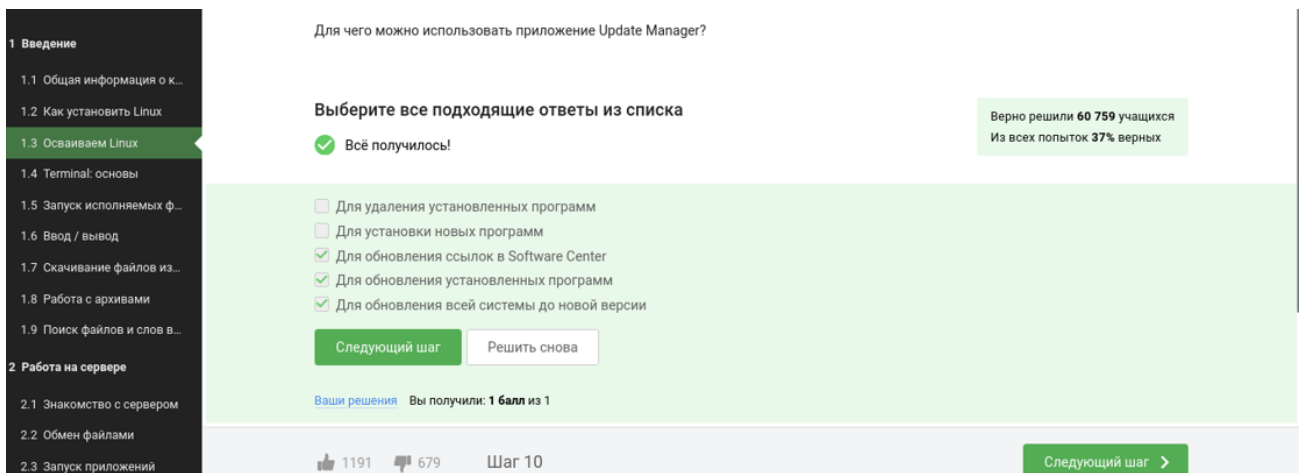 1 Введение
1.1 Общая информация о к...
1.2 Как установить Linux
1.3 Осваиваем Linux
1.4 Terminal: основы
1.5 Запуск исполняемых ф...
1.6 Ввод / вывод
1.7 Скачивание файлов из...
1.8 Работа с архивами
1.9 Поиск файлов и слов в...
2 Работа на сервере
2.1 Знакомство с сервером
2.2 Обмен файлами
2.3 Запуск приложений
Для чего можно использовать приложение Update Manager?
Выберите все подходящие ответы из списка
Всё получилось!
Верно решили 60 759 учащихся
Из всех попыток 37% верных
Для удаления установленных программ
Для установки новых программ
Для обновления ссылок в Software Center
Для обновления установленных программ
Для обновления всей системы до новой версии
Следующий шаг
Решить снова
Ваши решения Вы получили: 1 балл из 1
1191 679 Шаг 10
Следующий шаг